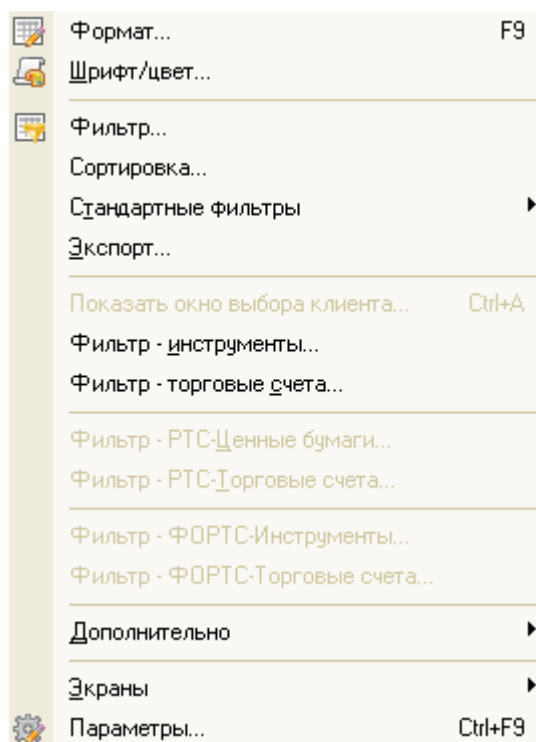 Формат... F9
Шрифт/цвет...
Фильтр...
Сортировка...
Стандартные фильтры
Экспорт...
Показать окно выбора клиента... Ctrl+A
Фильтр - инструменты...
Фильтр - торговые счета...
Фильтр - РТС-Ценные бумаги...
Фильтр - РТС-Торговые счета...
Фильтр - ФОРТС-Инструменты...
Фильтр - ФОРТС-Торговые счета...
Дополнительно
Экраны
Параметры... Ctrl+F9